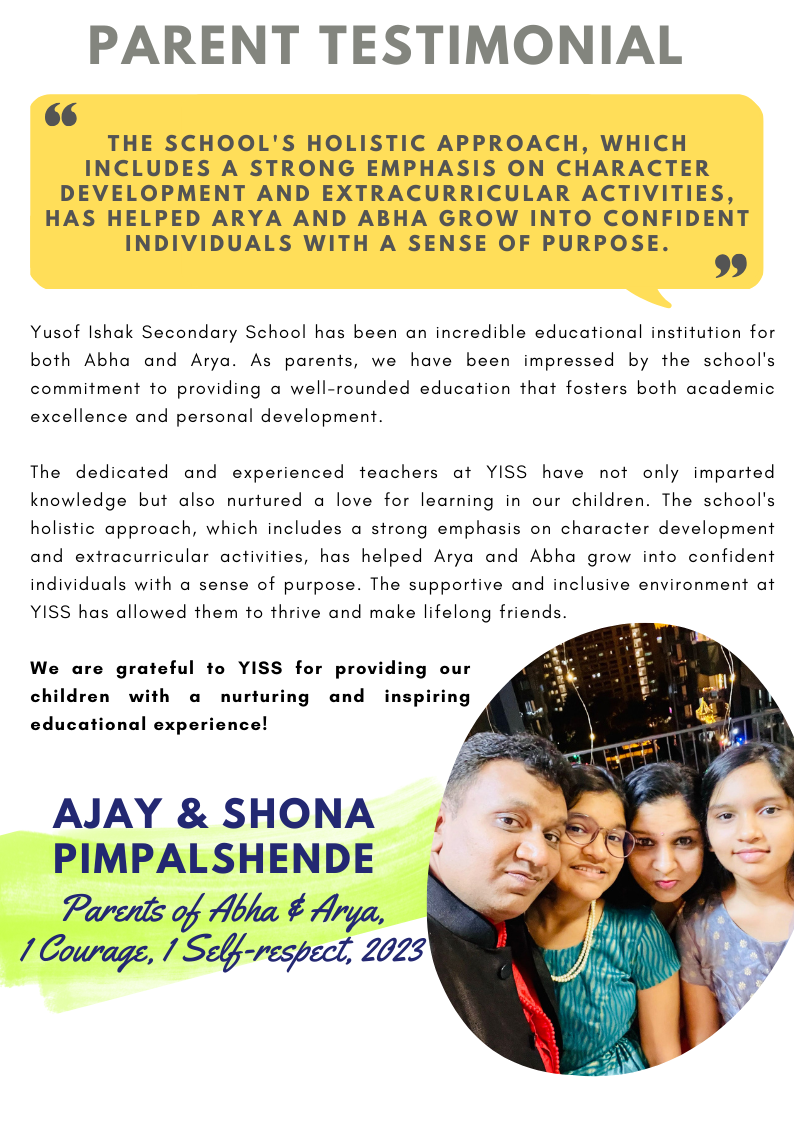 PARENT TESTIMONIAL
“
THE SCHOOL'S HOLISTIC APPROACH, WHICH
INCLUDES A STRONG EMPHASIS ON CHARACTER
DEVELOPMENT AND EXTRACURRICULAR ACTIVITIES,
HAS HELPED ARYA AND ABHA GROW INTO CONFIDENT
INDIVIDUALS WITH A SENSE OF PURPOSE.
”
Yusof Ishak Secondary School has been an incredible educational institution for
both Abha and Arya. As parents, we have been impressed by the school's
commitment to providing a well-rounded education that fosters both academic
excellence and personal development.
The dedicated and experienced teachers at YISS have not only imparted
knowledge but also nurtured a love for learning in our children. The school's
holistic approach, which includes a strong emphasis on character development
and extracurricular activities, has helped Arya and Abha grow into confident
individuals with a sense of purpose. The supportive and inclusive environment at
YISS has allowed them to thrive and make lifelong friends.
We are grateful to YISS for providing our
children with a nurturing and inspiring
educational experience!
AJAY & SHONA
PIMPALSHENDE
Parents of Abha & Arya,
1 Courage, 1 Self-respect, 2023